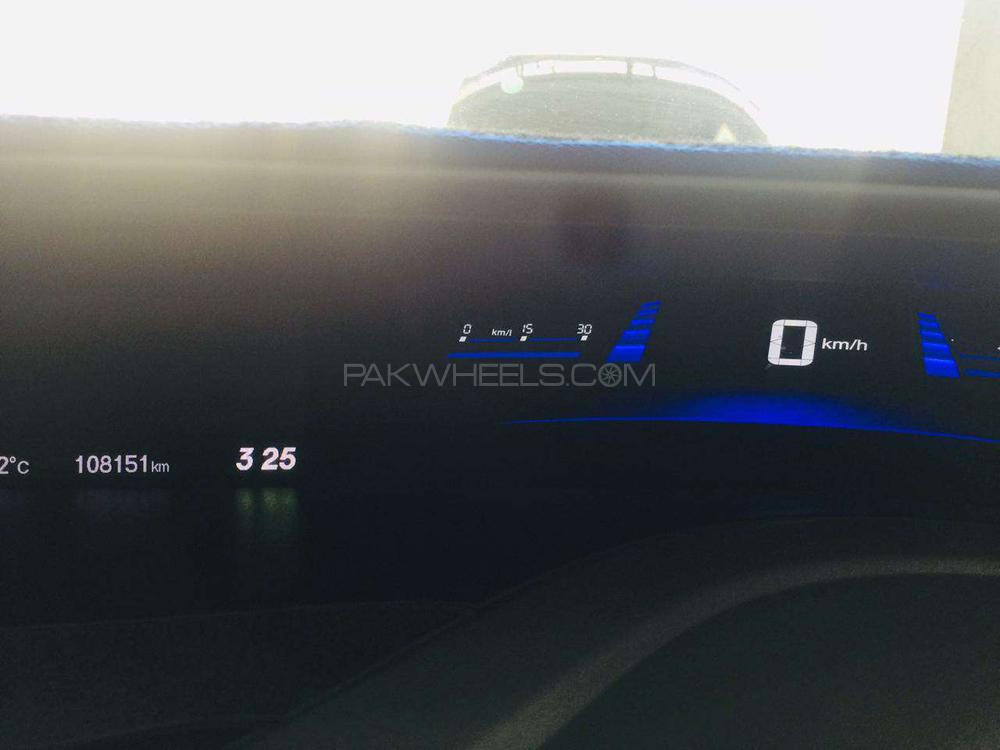 0 km/l 15 30
0 km/h
PAKWHEELS.COM
2°C 108151km 3 25